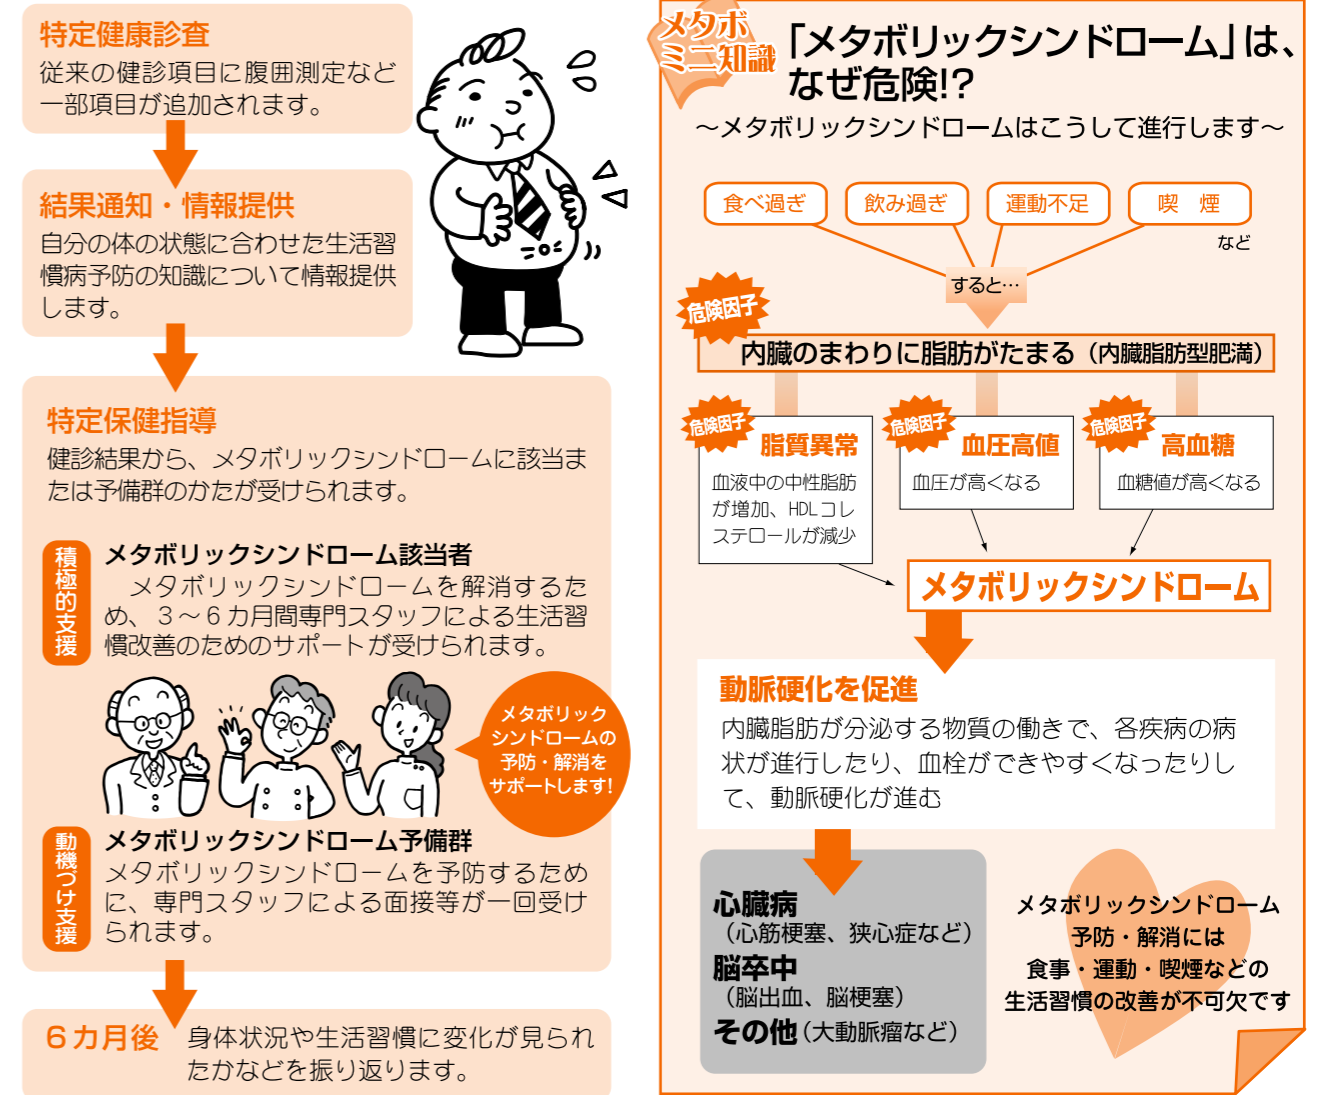 特定健康診査
従来の健診項目に腹囲測定など
一部項目が追加されます。
結果通知・情報提供
自分の体の状態に合わせた生活習
慣病予防の知識について情報提供
します。
特定保健指導
健診結果から、メタボリックシンドロームに該当ま
たは予備群のかたが受けられます。
積極的支援
メタボリックシンドローム該当者
メタボリックシンドロームを解消するた
め、３～６カ月間専門スタッフによる生活習
慣改善のためのサポートが受けられます。
メタボリック
シンドロームの
予防・解消を
サポートします!
動機づけ支援
メタボリックシンドローム予備群
メタボリックシンドロームを予防するため
に、専門スタッフによる面接等が一回受け
られます。
６カ月後
身体状況や生活習慣に変化が見られ
たかなどを振り返ります。
メタボ
ミニ知識
「メタボリックシンドローム」は、
なぜ危険!?
～メタボリックシンドロームはこうして進行します～
食べ過ぎ
飲み過ぎ
運動不足
喫　煙
など
すると…
危険因子
内臓のまわりに脂肪がたまる（内臓脂肪型肥満）
危険因子
脂質異常
血液中の中性脂肪
が増加、HDLコレ
ステロールが減少
危険因子
血圧高値
血圧が高くなる
危険因子
高血糖
血糖値が高くなる
メタボリックシンドローム
動脈硬化を促進
内臓脂肪が分泌する物質の働きで、各疾病の病
状が進行したり、血栓ができやすくなったりし
て、動脈硬化が進む
心臓病
（心筋梗塞、狭心症など）
脳卒中
（脳出血、脳梗塞）
その他（大動脈瘤など）
メタボリックシンドローム
予防・解消には
食事・運動・喫煙などの
生活習慣の改善が不可欠です